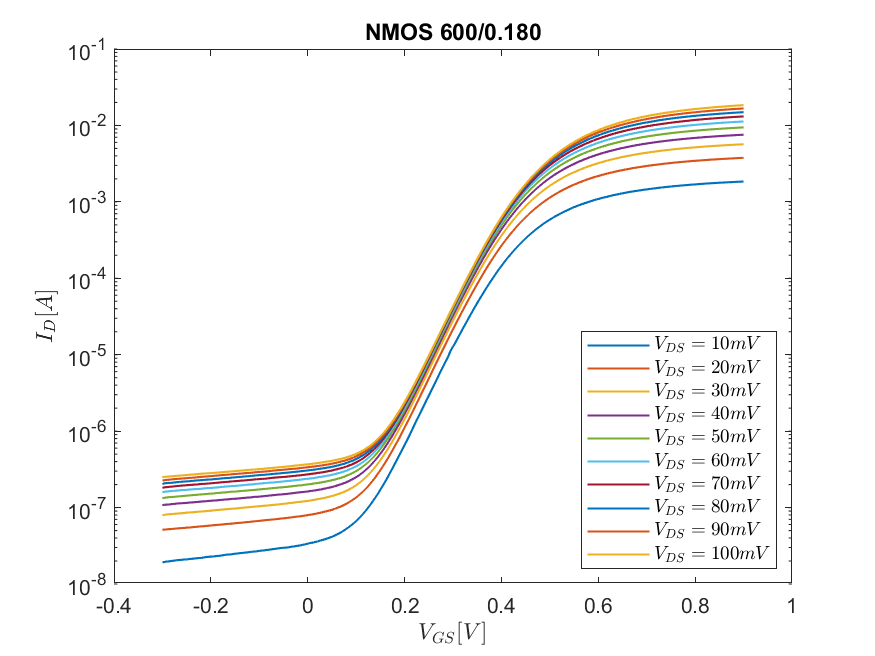 NMOS 600/0.180
10^-1
10^-2
10^-3
10^-4
10^-5
10^-6
10^-7
10^-8
I_D[A]
-0.4 -0.2 0 0.2 0.4 0.6 0.8 1
V_GS[V]
V_DS = 10mV
V_DS = 20mV
V_DS = 30mV
V_DS = 40mV
V_DS = 50mV
V_DS = 60mV
V_DS = 70mV
V_DS = 80mV
V_DS = 90mV
V_DS = 100mV